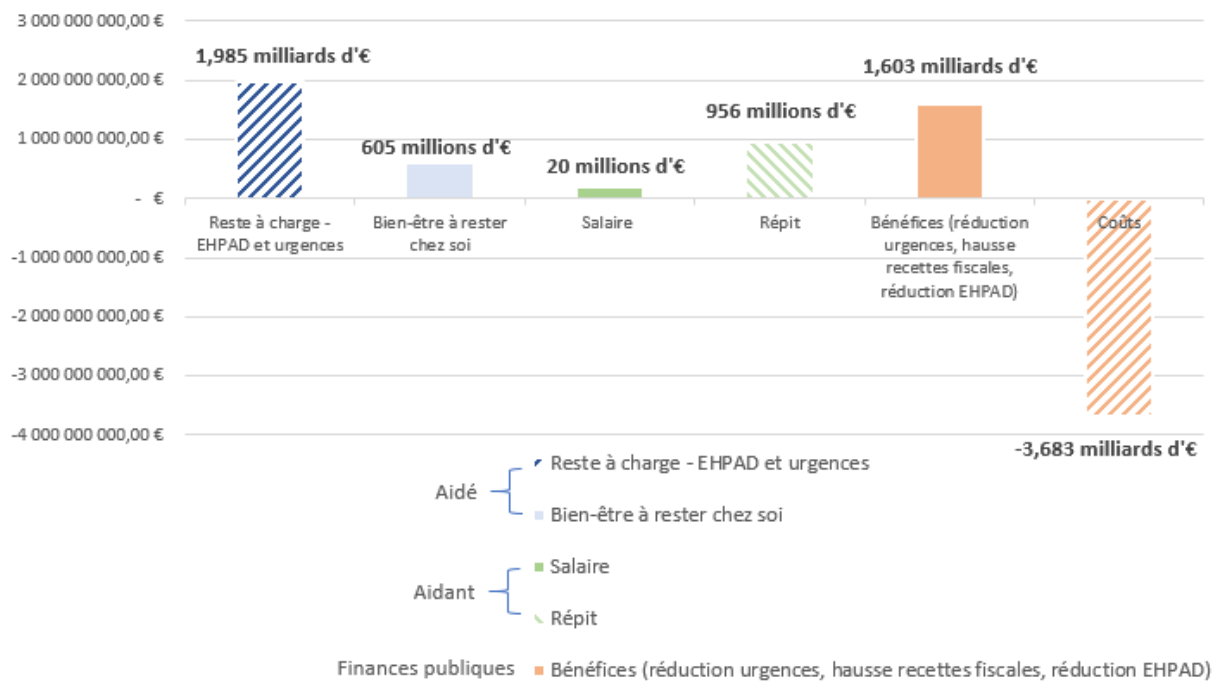 3 000 000 000,00 €
1,985 milliards d'€
1,603 milliards d'€
2 000 000 000,00 €
956 millions d'€
605 millions d'€
20 millions d'€
1 000 000 000,00 €
- €
Reste à charge -
EHPAD et urgences
Bien-être à rester
chez soi
Salaire
Répit
Bénéfices (réduction
urgences, hausse
recettes fiscales,
réduction EHPAD)
Coûts
-1 000 000 000,00 €
-2 000 000 000,00 €
-3 000 000 000,00 €
-4 000 000 000,00 €
-3,683 milliards d'€
Aidé
Reste à charge - EHPAD et urgences
Bien-être à rester chez soi
Aidant
Salaire
Répit
Finances publiques
Bénéfices (réduction urgences, hausse recettes fiscales, réduction EHPAD)